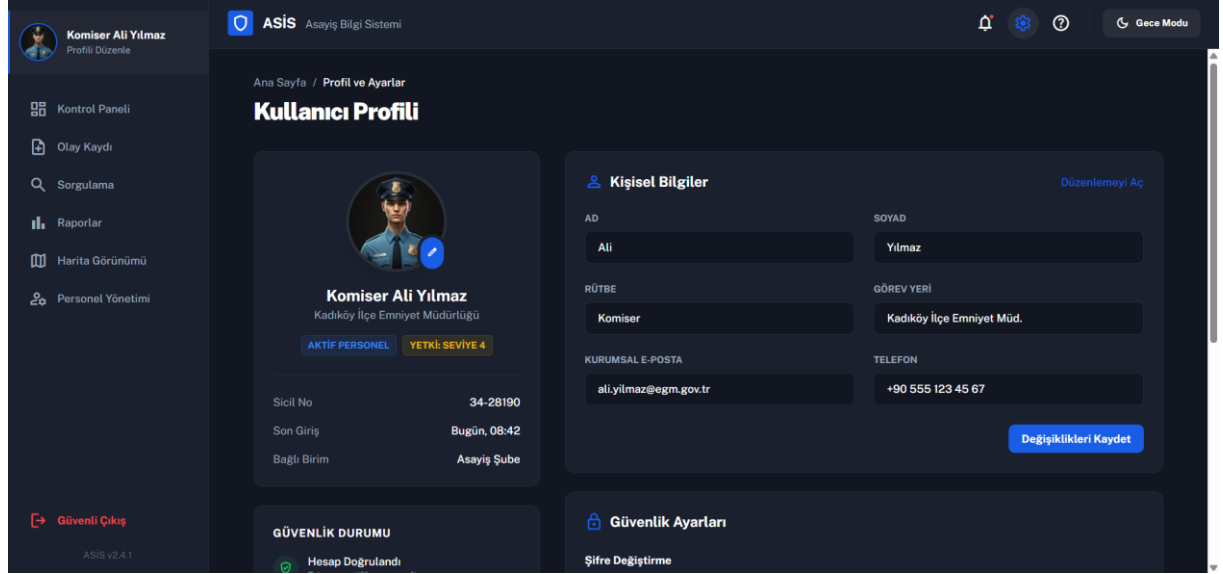 Komiser Ali Yılmaz
Profili Düzenle
Kontrol Paneli
Olay Kaydı
Sorgulama
Raporlar
Harita Görünümü
Personel Yönetimi
Güvenli Çıkış
ASİS v2.4.1
ASİS Asayiş Bilgi Sistemi
Gece Modu
Ana Sayfa / Profil ve Ayarlar
Kullanıcı Profili
Komiser Ali Yılmaz
Kadıköy İlçe Emniyet Müdürlüğü
AKTİF PERSONEL YETKİ: SEVİYE 4
Sicil No 34-28190
Son Giriş Bugün, 08:42
Bağlı Birim Asayiş Şube
GÜVENLİK DURUMU
Hesap Doğrulandı
Kişisel Bilgiler
Düzenlemeyi Aç
AD SOYAD
Ali Yılmaz
RÜTBE GÖREV YERİ
Komiser Kadıköy İlçe Emniyet Müd.
KURUMSAL E-POSTA TELEFON
ali.yilmaz@egm.gov.tr +90 555 123 45 67
Değişiklikleri Kaydet
Güvenlik Ayarları
Şifre Değiştirme